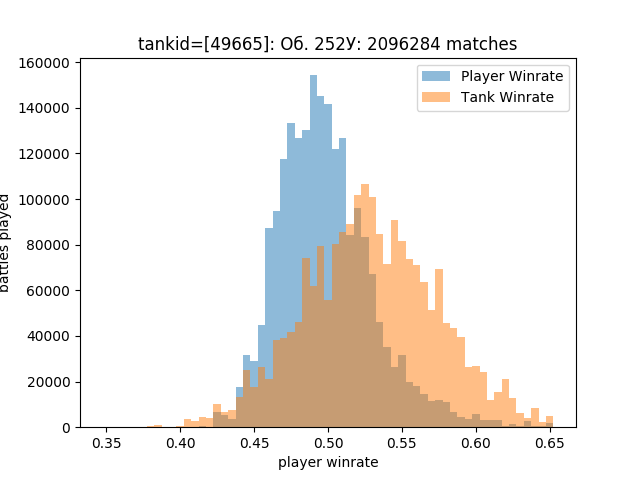 tankid=[49665]: Об. 252У: 2096284 matches
Player Winrate
Tank Winrate
160000
140000
120000
100000
80000
60000
40000
20000
0
battles played
0.35 0.40 0.45 0.50 0.55 0.60 0.65
player winrate